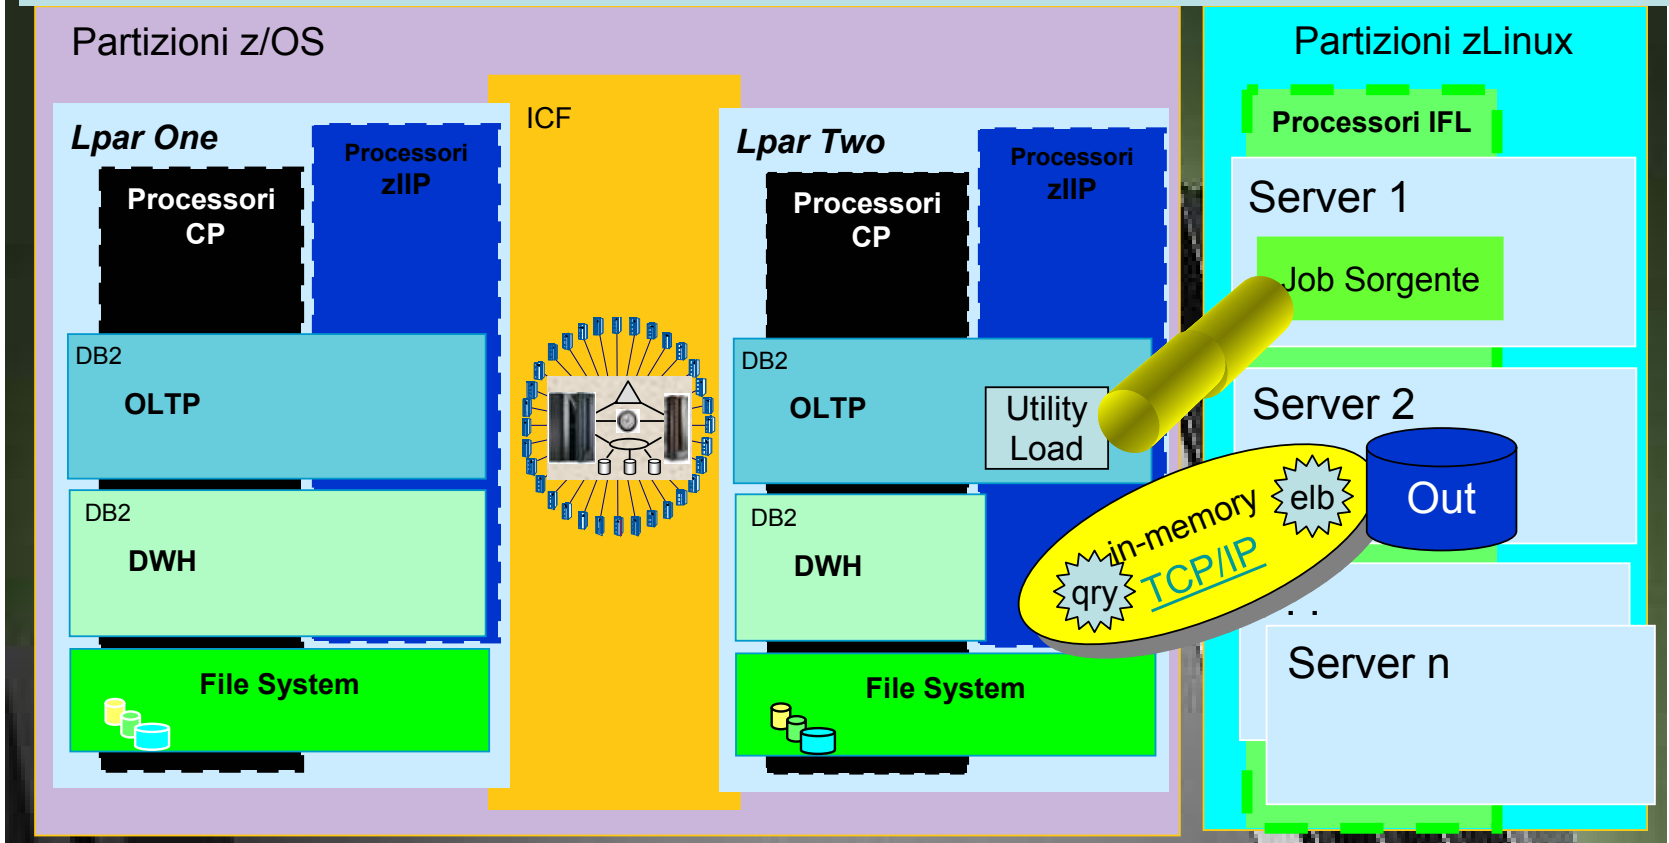 Partizioni z/OS
Partizioni zLinux
ICF
Lpar One
Processori
zIIP
Processori
CP
DB2
OLTP
DB2
DWH
File System
Lpar Two
Processori
zIIP
Processori
CP
DB2
OLTP
Utility
Load
DB2
DWH
File System
Processori IFL
Server 1
Job Sorgente
Server 2
in-memory
TCP/IP
qry
elb
Out
. .
Server n